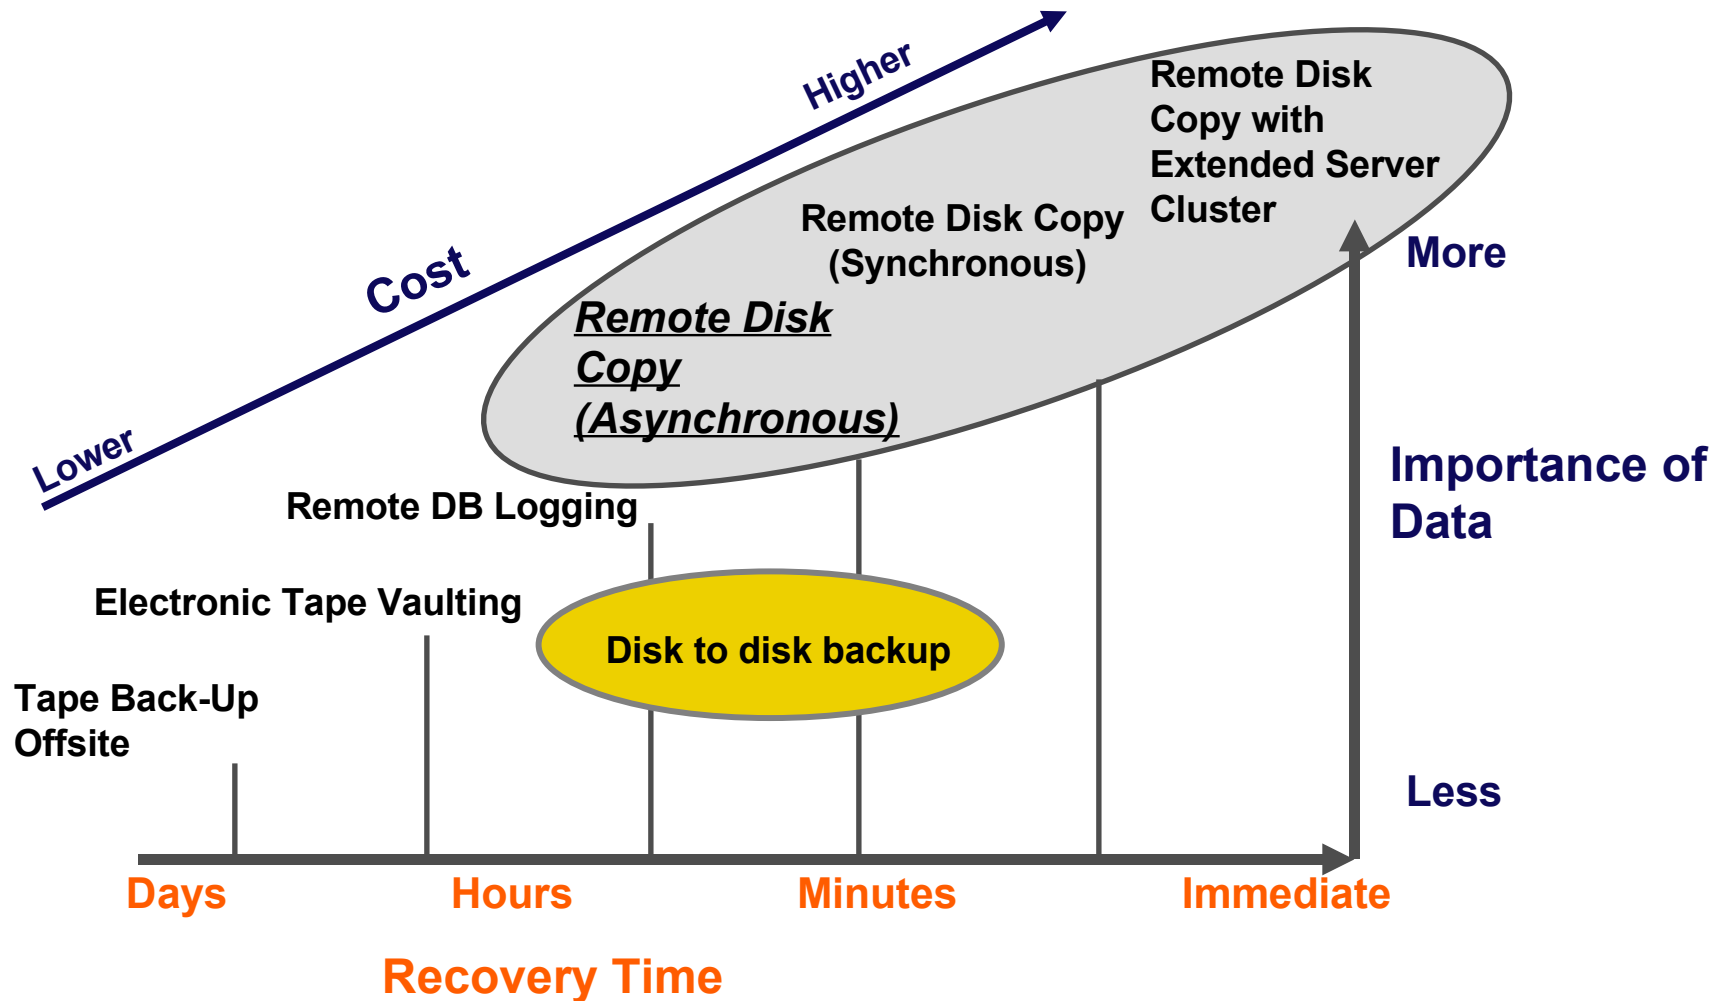 Higher
Remote Disk
Copy with
Extended Server
Cluster
Remote Disk Copy
(Synchronous)
More
Cost
Remote Disk
Copy
(Asynchronous)
Lower
Importance of
Data
Remote DB Logging
Electronic Tape Vaulting
Disk to disk backup
Tape Back-Up
Offsite
Less
Days
Hours
Minutes
Immediate
Recovery Time